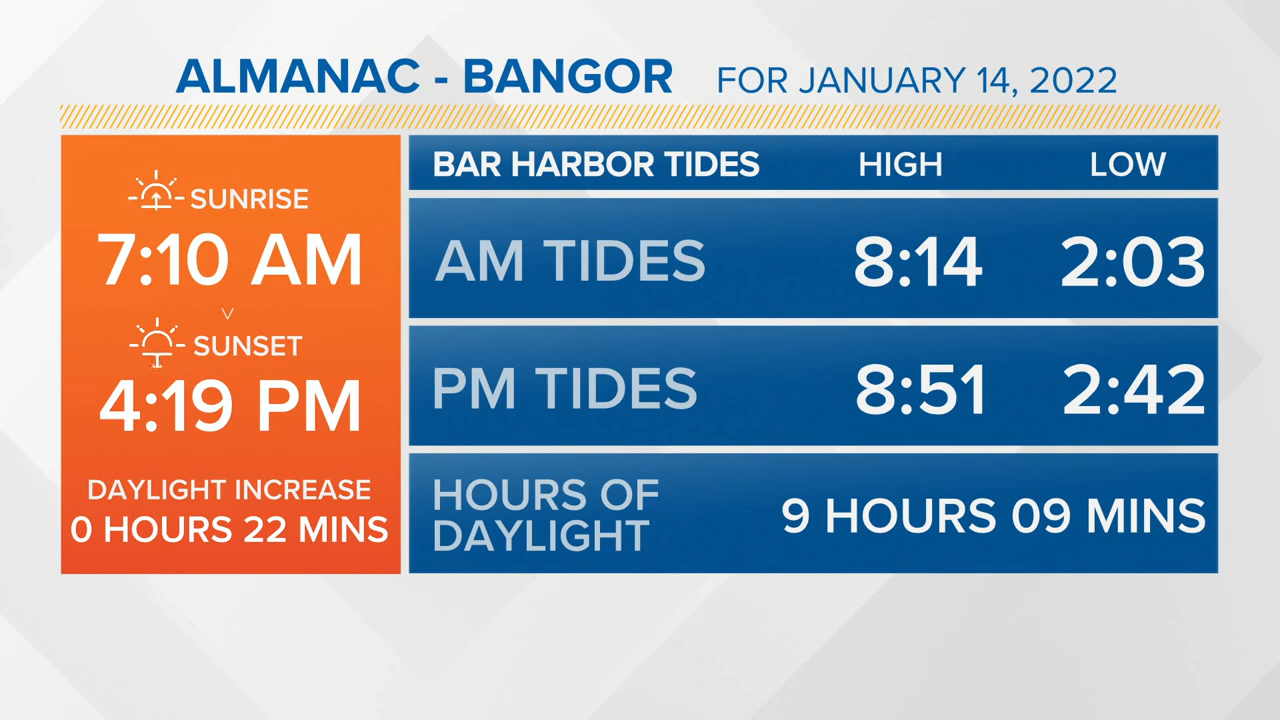 ALMANAC - BANGOR FOR JANUARY 14, 2022
SUNRISE
7:10 AM
SUNSET
4:19 PM
DAYLIGHT INCREASE
0 HOURS 22 MINS
BAR HARBOR TIDES HIGH LOW
AM TIDES 8:14 2:03
PM TIDES 8:51 2:42
HOURS OF
DAYLIGHT
9 HOURS 09 MINS